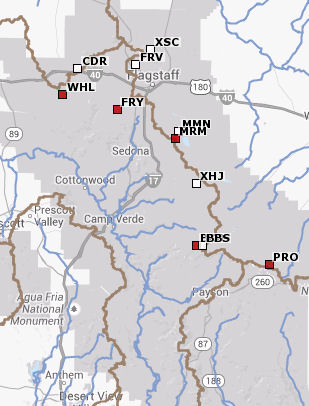 XSC
FRV
CDR
40
Flagstaff
40
180
WHL
FRY
MMN
MRM
89
Sedona
XHJ
Cottonwood
17
Prescott
Valley
Camp Verde
BBS
PRO
260
Payson
Agua Fria
National
Monument
87
188
Anthem
Desert View